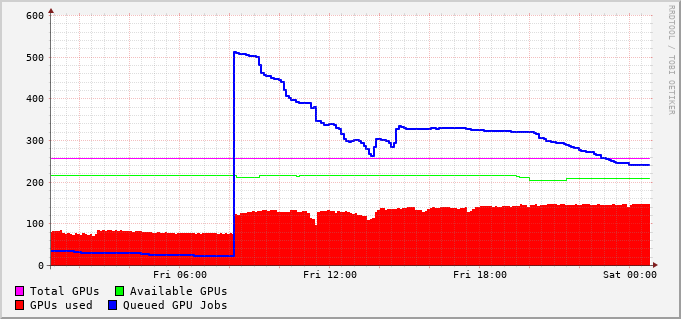 600
500
400
300
200
100
0
Fri 06:00 Fri 12:00 Fri 18:00 Sat 00:00
Total GPUs Available GPUs
GPUs used Queued GPU Jobs
RRDTOOL / TOBI OETIKER